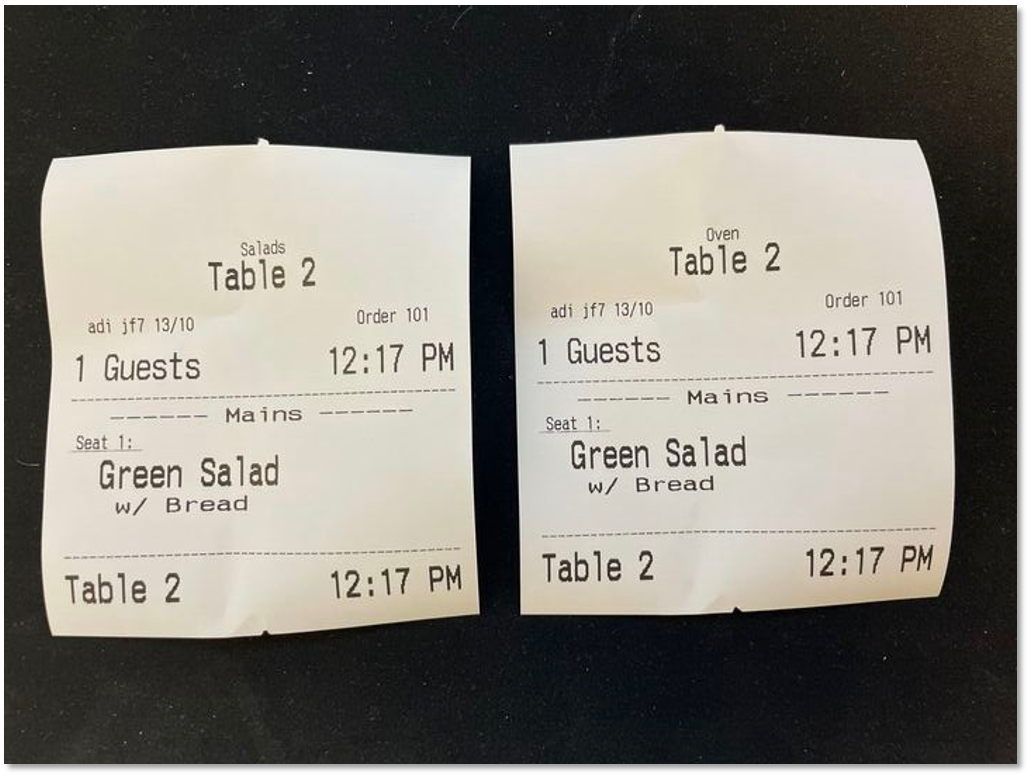 Salads
Table 2
adi jf7 13/10 Order 101
1 Guests 12:17 PM
------ Mains ------
Seat 1:
Green Salad
w/ Bread
Table 2 12:17 PM
Oven
Table 2
adi jf7 13/10 Order 101
1 Guests 12:17 PM
------ Mains ------
Seat 1:
Green Salad
w/ Bread
Table 2 12:17 PM